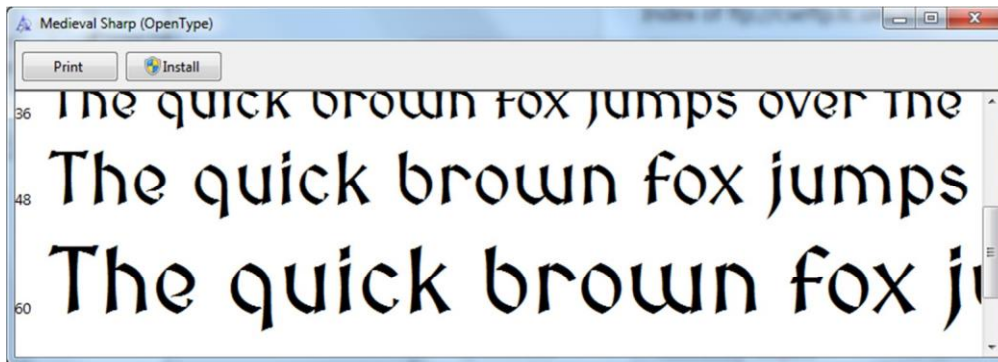 Medieval Sharp (OpenType)
Print Install
36 The quick brown fox jumps over the
48 The quick brown fox jumps
60 The quick brown fox ju